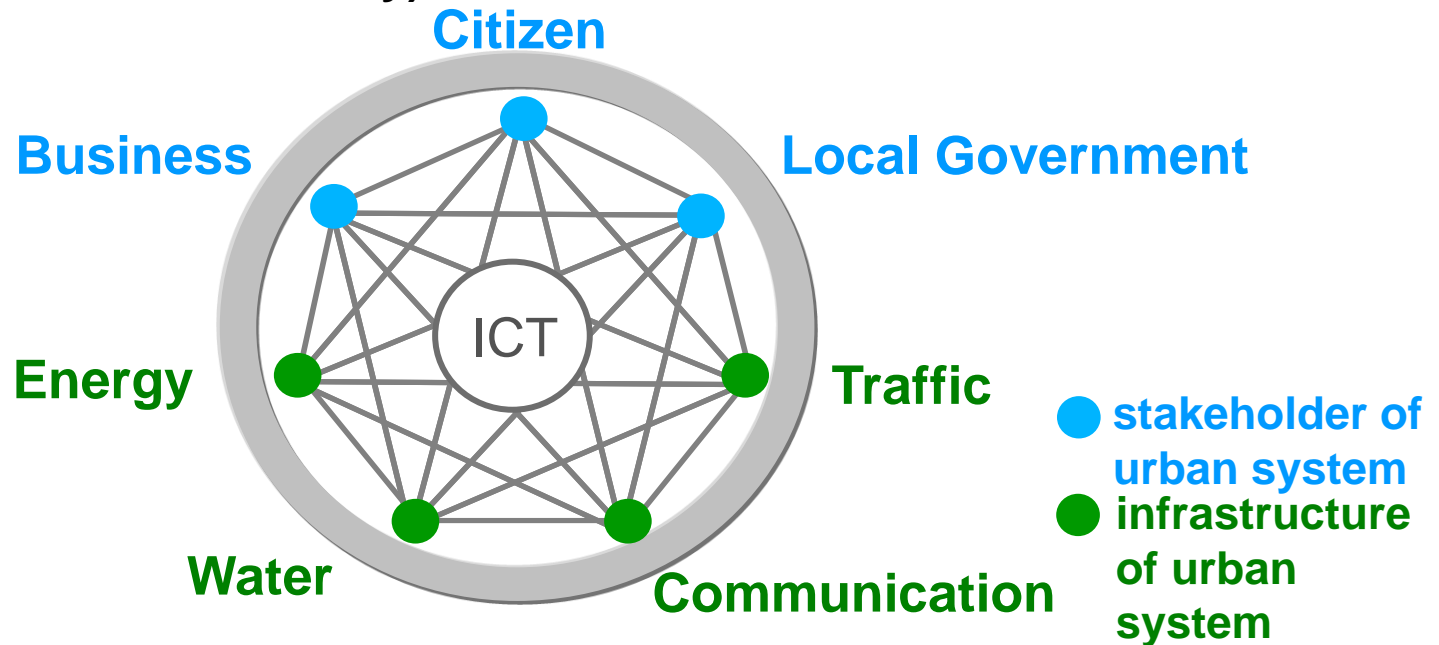 Citizen
Business
Local Government
ICT
Energy
Traffic
stakeholder of
urban system
infrastructure
of urban
system
Water
Communication